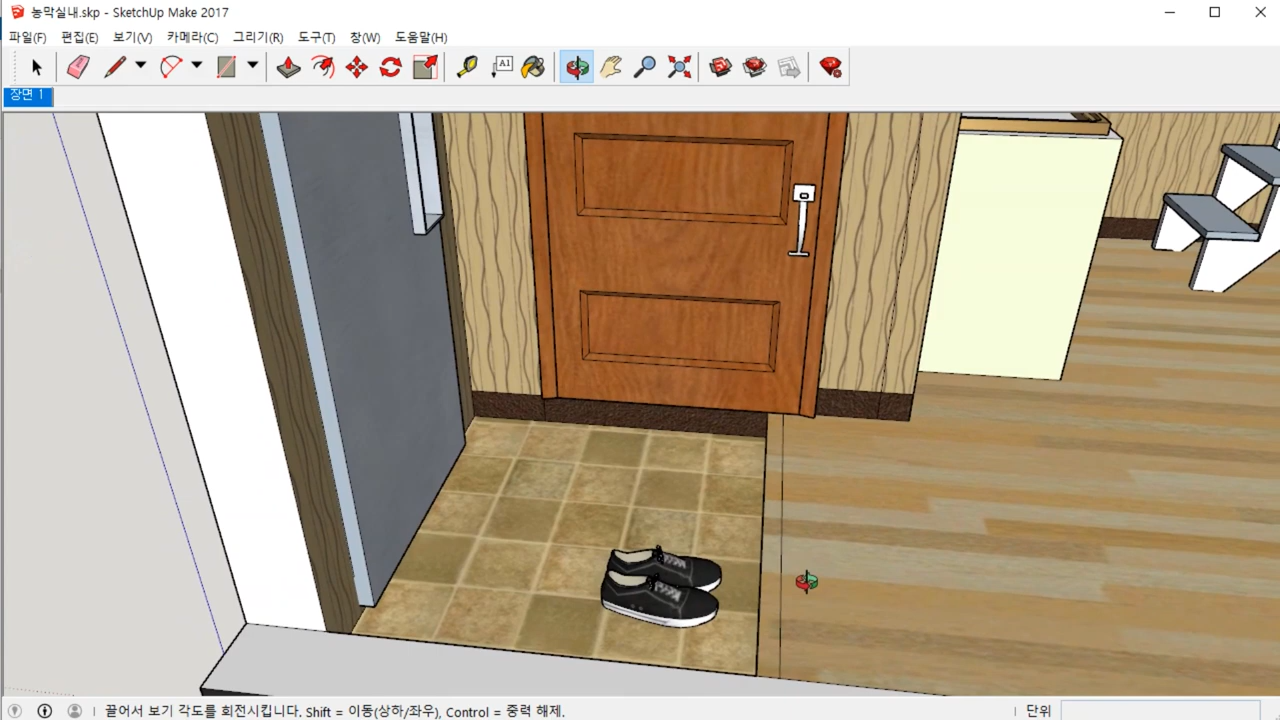 농막실내.skp - SketchUp Make 2017
파일(F) 편집(E) 보기(V) 카메라(C) 그리기(R) 도구(T) 창(W) 도움말(H)
A1
장면 1
끌어서 보기 각도를 회전시킵니다. Shift = 이동(상하/좌우), Control = 중력 해제.
단위